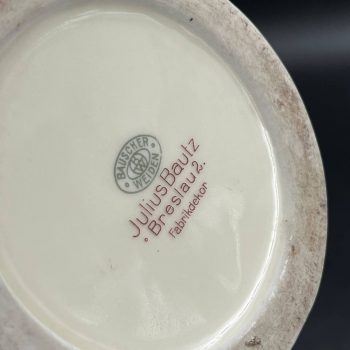 BAUSCHER
WEIDEN
Julius Bautz
Breslau 2.
Fabrikdekor